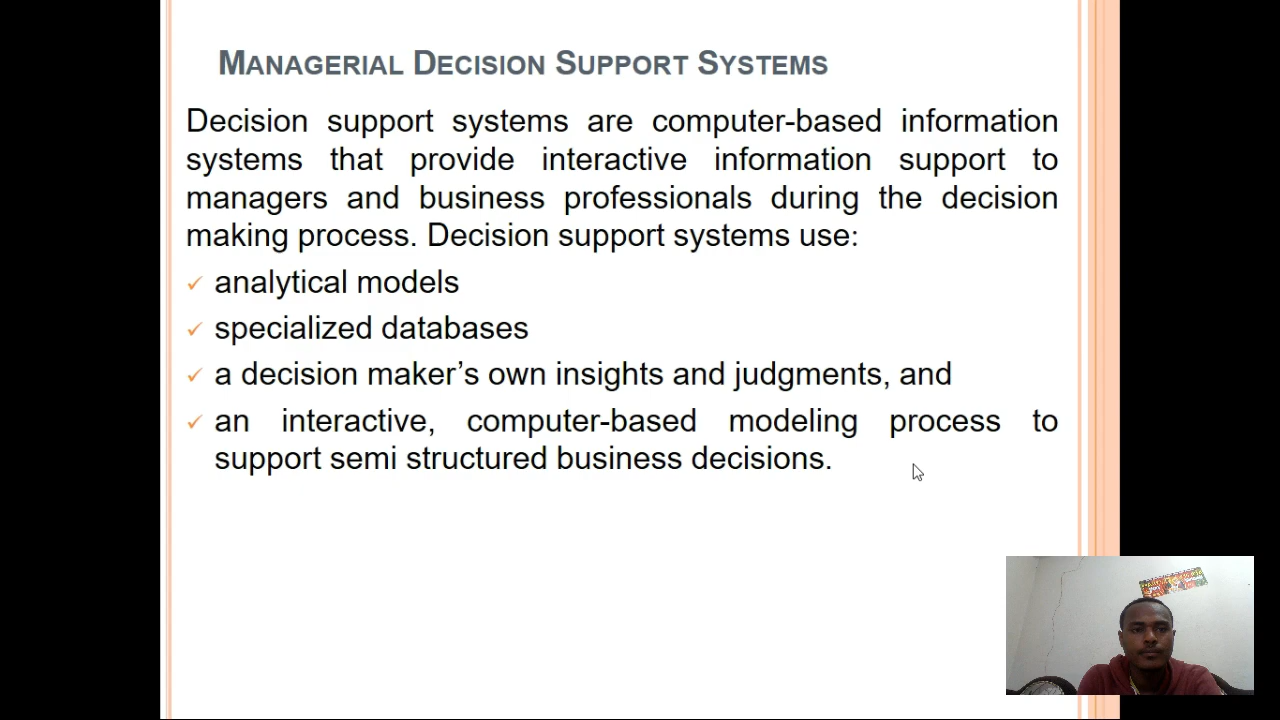 MANAGERIAL DECISION SUPPORT SYSTEMS
Decision support systems are computer-based information
systems that provide interactive information support to
managers and business professionals during the decision
making process. Decision support systems use:
✓ analytical models
✓ specialized databases
✓ a decision maker’s own insights and judgments, and
✓ an interactive, computer-based modeling process to
support semi structured business decisions.